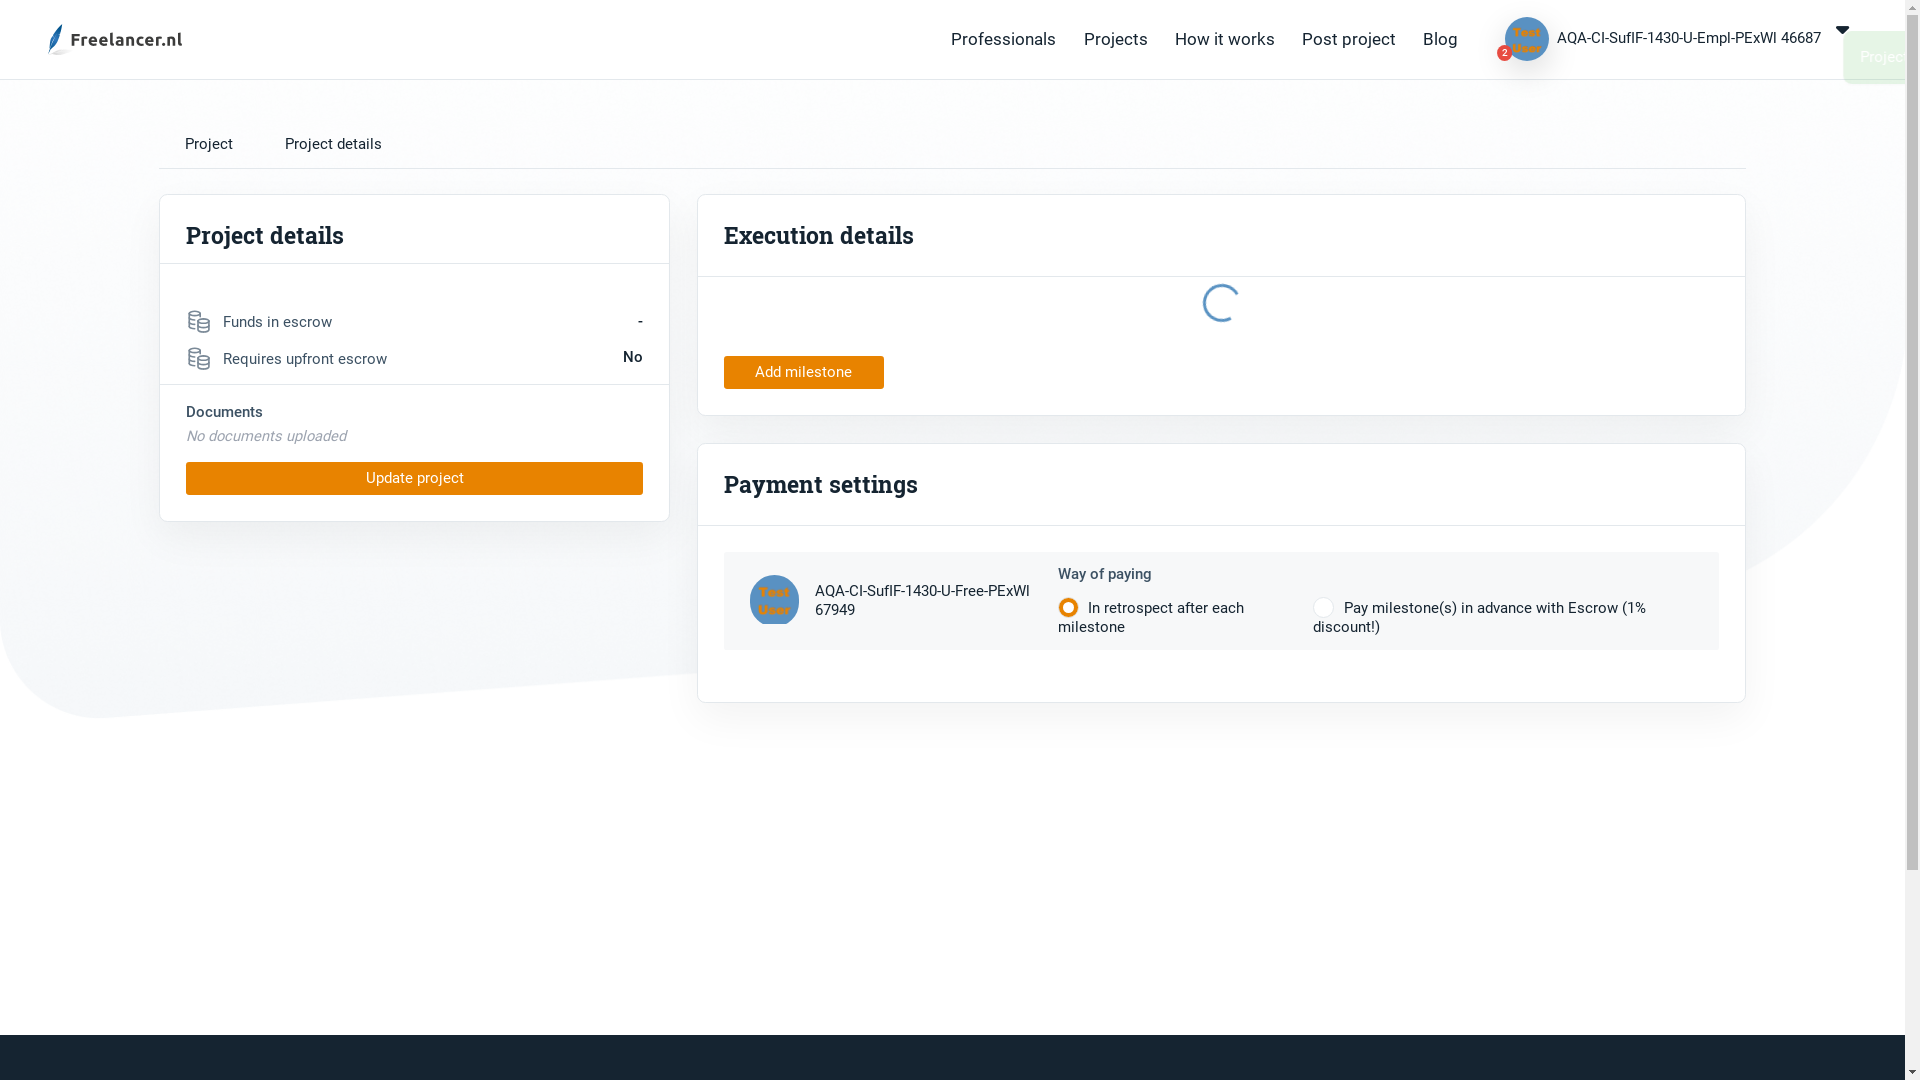 Freelancer.nl
Professionals
Projects
How it works
Post project
Blog
Test
User
2
AQA-CI-SufIF-1430-U-Empl-PExWl 46687
Project
Project details
Project details
Funds in escrow
-
Requires upfront escrow
No
Documents
No documents uploaded
Update project
Execution details
Add milestone
Payment settings
Test
User
AQA-CI-SufIF-1430-U-Free-PExWl
67949
Way of paying
In retrospect after each
milestone
Pay milestone(s) in advance with Escrow (1%
discount!)